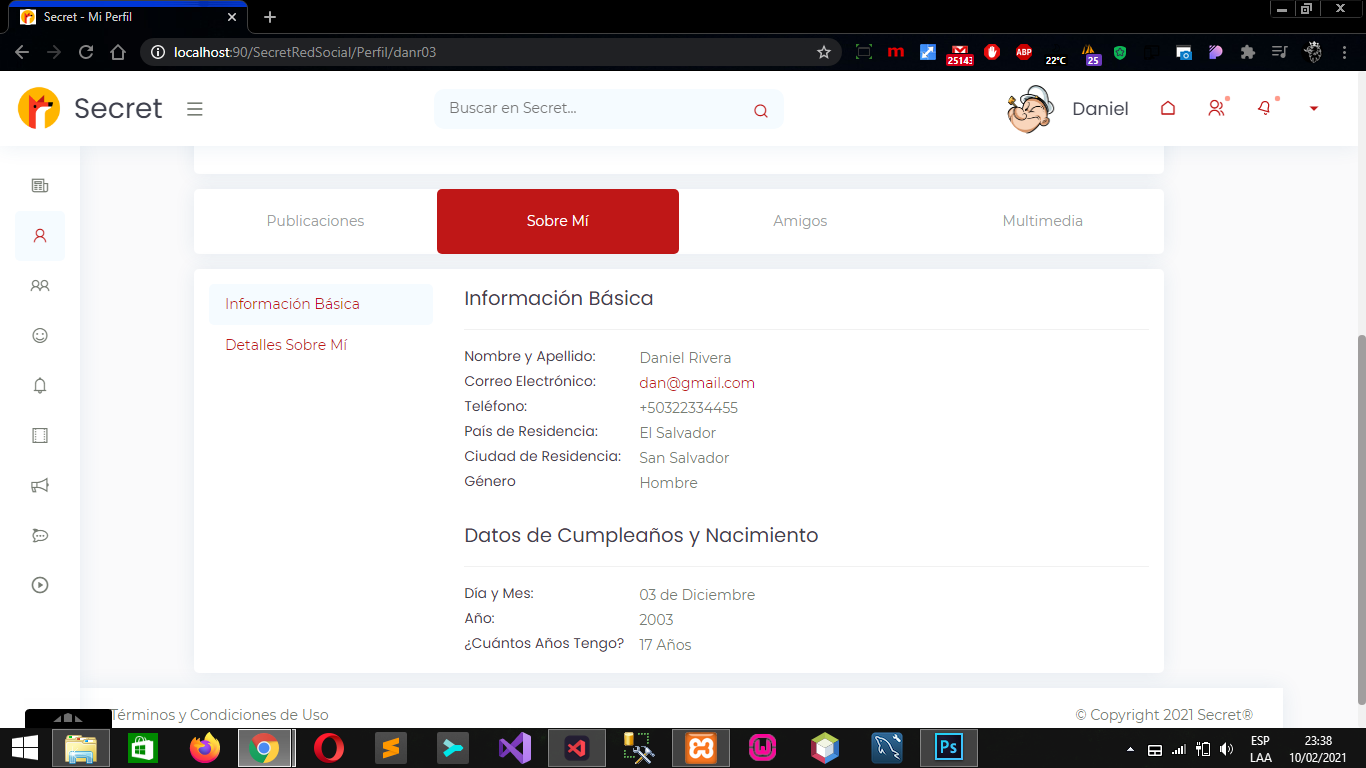 Secret - Mi Perfil
localhost:90/SecretRedSocial/Perfil/danr03
25143
ABP
22°C
25
Secret
Buscar en Secret...
Daniel
Publicaciones
Sobre Mí
Amigos
Multimedia
Información Básica
Detalles Sobre Mí
Información Básica
Nombre y Apellido: Daniel Rivera
Correo Electrónico: dan@gmail.com
Teléfono: +50322334455
País de Residencia: El Salvador
Ciudad de Residencia: San Salvador
Género Hombre
Datos de Cumpleaños y Nacimiento
Día y Mes: 03 de Diciembre
Año: 2003
¿Cuántos Años Tengo? 17 Años
Términos y Condiciones de Uso
© Copyright 2021 Secret®
Ps
ESP
LAA
23:38
10/02/2021